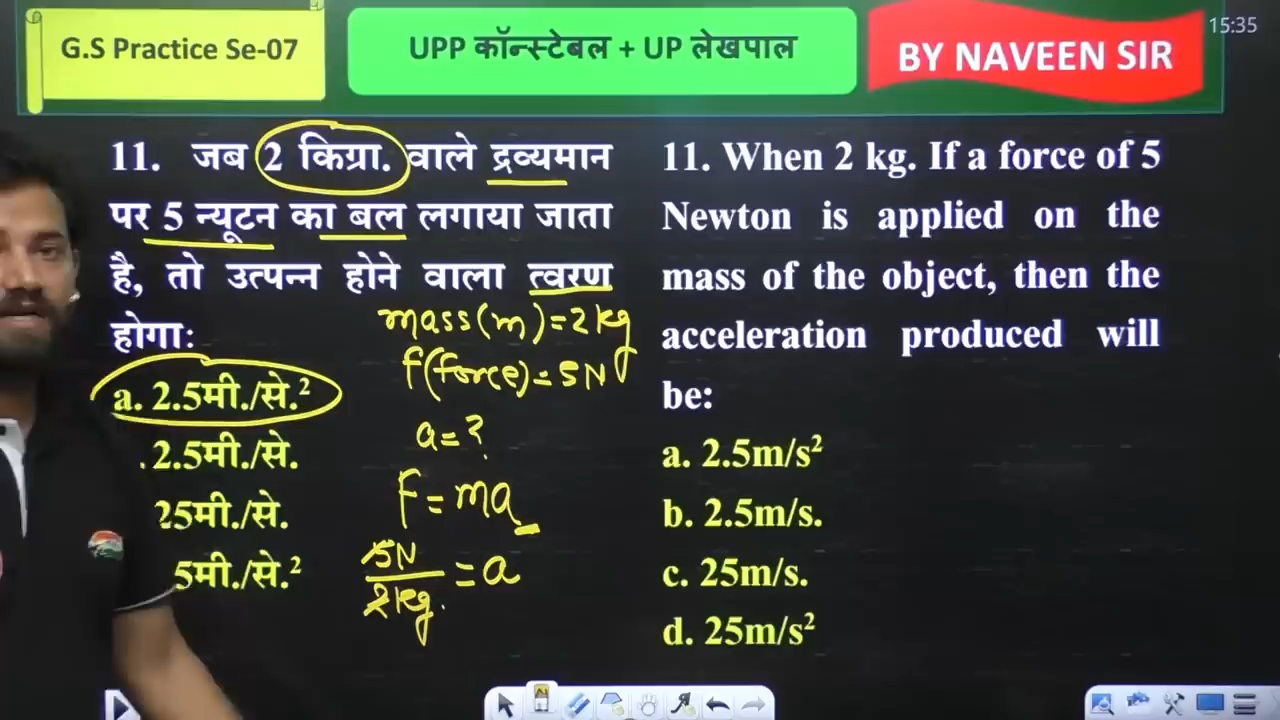 G.S Practice Se-07
UPP कॉन्स्टेबल + UP लेखपाल
BY NAVEEN SIR
15:35
11. जब 2 किग्रा. वाले द्रव्यमान
पर 5 न्यूटन का बल लगाया जाता
है, तो उत्पन्न होने वाला त्वरण
होगाः
a. 2.5मी./से.²
.2.5मी./से.
25मी./से.
5मी./से.²
mass(m)=2kg
f(force)=5N
a=?
F=ma
5N
2kg. =a
11. When 2 kg. If a force of 5
Newton is applied on the
mass of the object, then the
acceleration produced will
be:
a. 2.5m/s²
b. 2.5m/s.
c. 25m/s.
d. 25m/s²